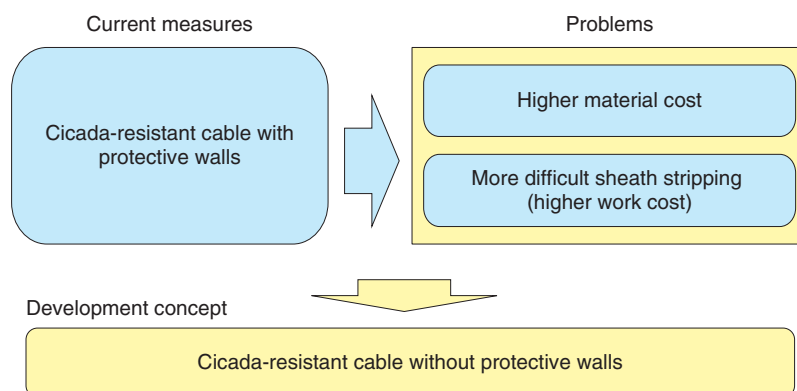 Current measures
Problems
Cicada-resistant cable with
protective walls
Higher material cost
More difficult sheath stripping
(higher work cost)
Development concept
Cicada-resistant cable without protective walls